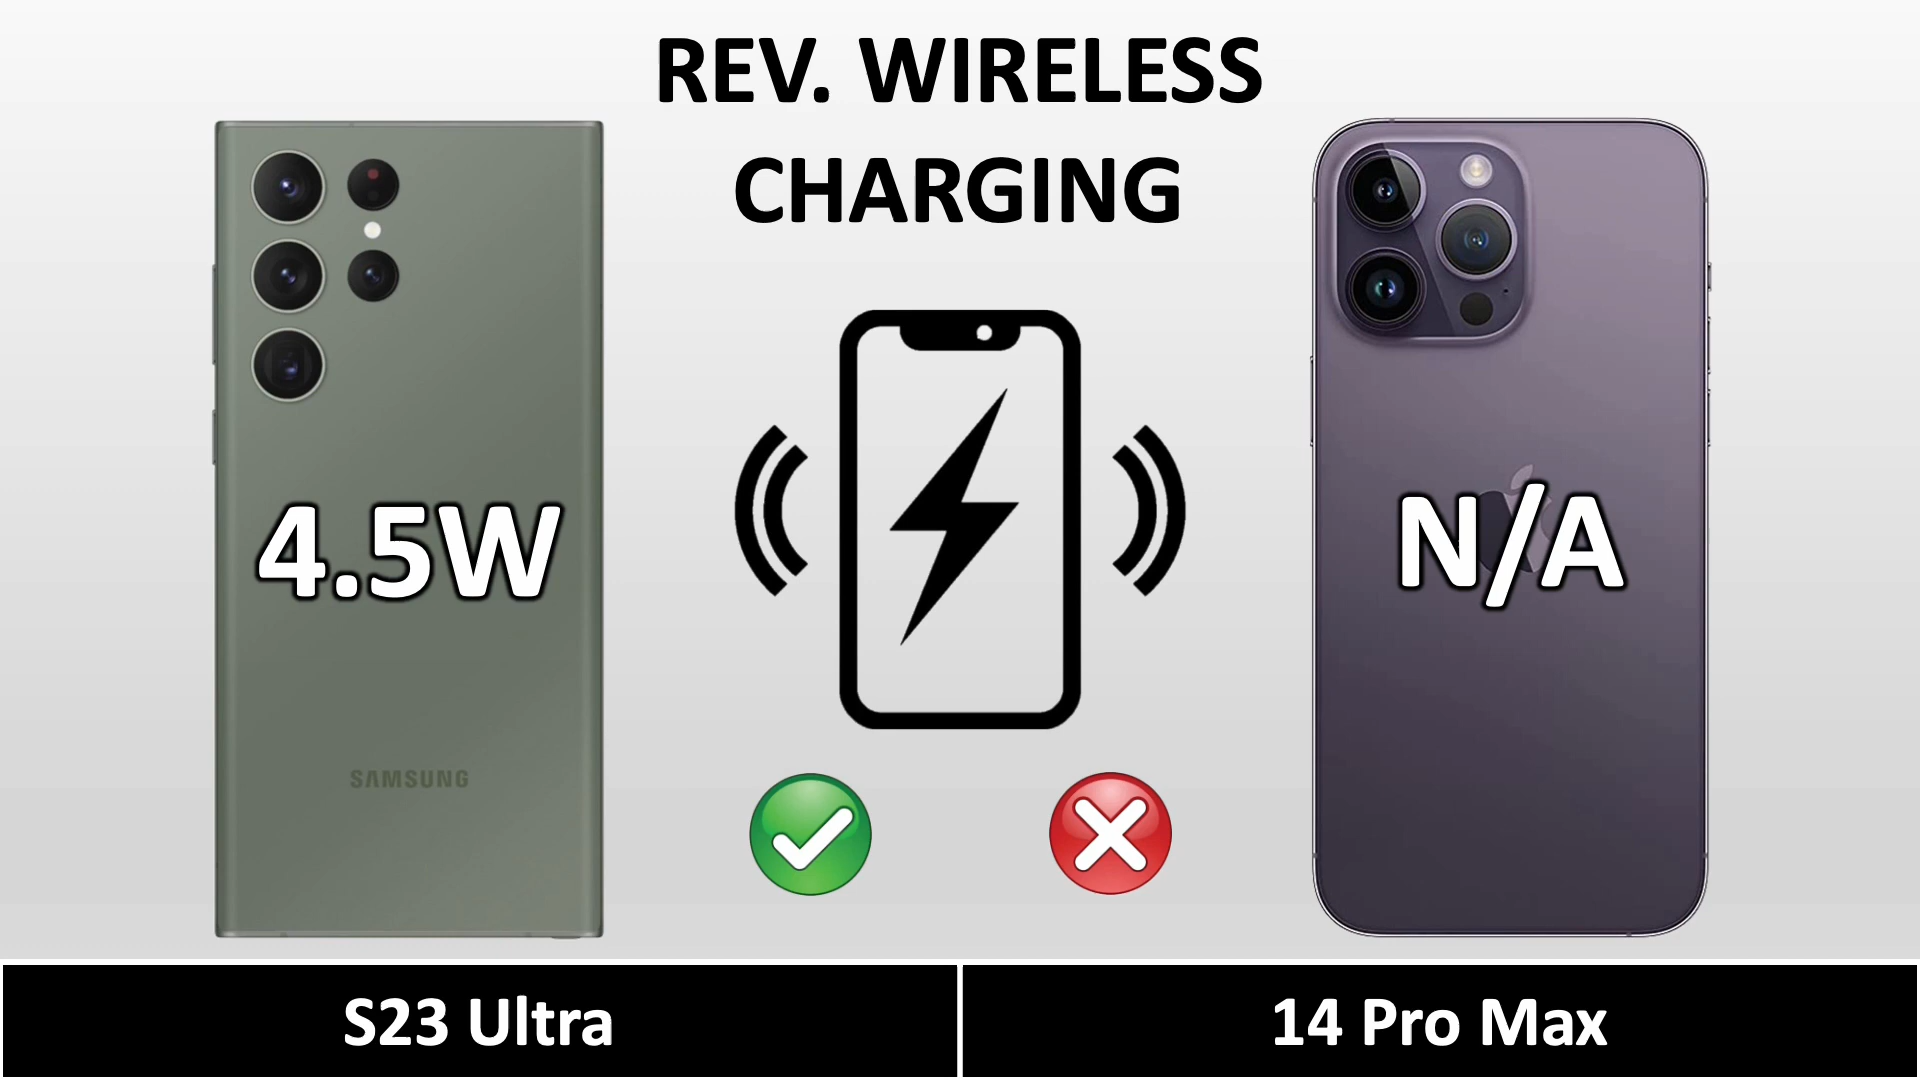 REV. WIRELESS
CHARGING
4.5W
N/A
SAMSUNG
S23 Ultra
14 Pro Max